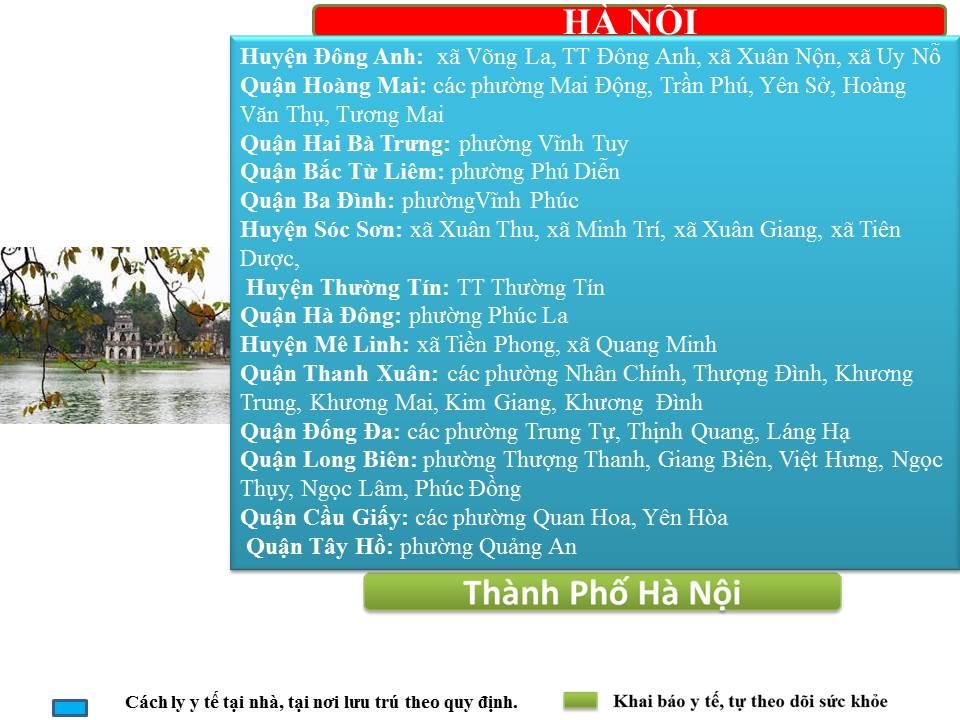 HÀ NỘI
Huyện Đông Anh: xã Võng La, TT Đông Anh, xã Xuân Nộn, xã Uy Nỗ
Quận Hoàng Mai: các phường Mai Động, Trần Phú, Yên Sở, Hoàng
Văn Thụ, Tương Mai
Quận Hai Bà Trưng: phường Vĩnh Tuy
Quận Bắc Từ Liêm: phường Phú Diễn
Quận Ba Đình: phườngVĩnh Phúc
Huyện Sóc Sơn: xã Xuân Thu, xã Minh Trí, xã Xuân Giang, xã Tiên
Dược,
Huyện Thường Tín: TT Thường Tín
Quận Hà Đông: phường Phúc La
Huyện Mê Linh: xã Tiền Phong, xã Quang Minh
Quận Thanh Xuân: các phường Nhân Chính, Thượng Đình, Khương
Trung, Khương Mai, Kim Giang, Khương Đình
Quận Đống Đa: các phường Trung Tự, Thịnh Quang, Láng Hạ
Quận Long Biên: phường Thượng Thanh, Giang Biên, Việt Hưng, Ngọc
Thụy, Ngọc Lâm, Phúc Đồng
Quận Cầu Giấy: các phường Quan Hoa, Yên Hòa
Quận Tây Hồ: phường Quảng An
Thành Phố Hà Nội
Cách ly y tế tại nhà, tại nơi lưu trú theo quy định.
Khai báo y tế, tự theo dõi sức khỏe